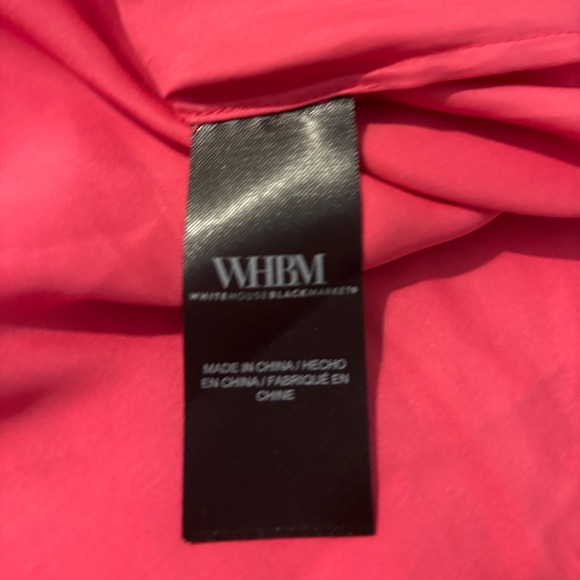 WHBM
WHITEHOUSEBLACKMARKET®
MADE IN CHINA / HECHO
EN CHINA / FABRIQUÉ EN
CHINE